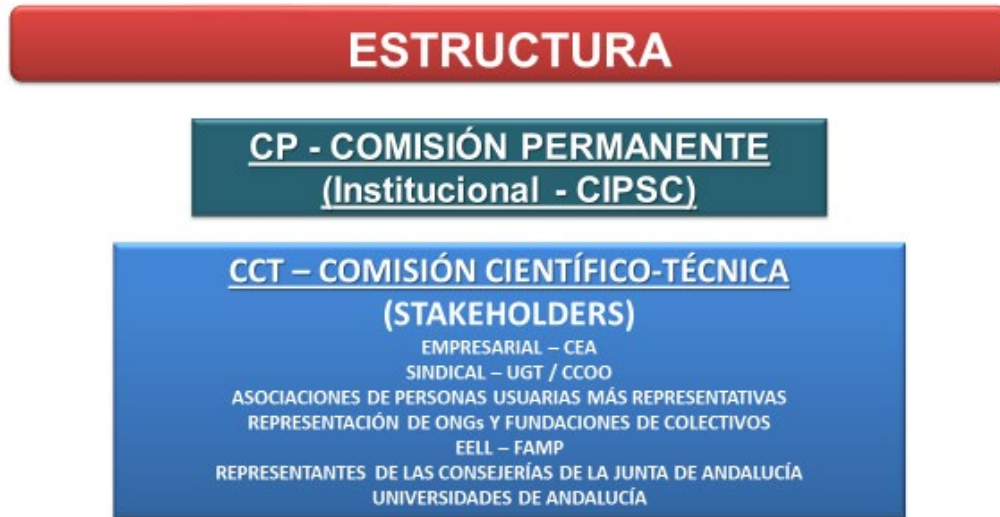 ESTRUCTURA
CP - COMISIÓN PERMANENTE
(Institucional - CIPSC)
CCT – COMISIÓN CIENTÍFICO-TÉCNICA
(STAKEHOLDERS)
EMPRESARIAL – CEA
SINDICAL – UGT / CCOO
ASOCIACIONES DE PERSONAS USUARIAS MÁS REPRESENTATIVAS
REPRESENTACIÓN DE ONGs Y FUNDACIONES DE COLECTIVOS
EELL – FAMP
REPRESENTANTES DE LAS CONSEJERÍAS DE LA JUNTA DE ANDALUCÍA
UNIVERSIDADES DE ANDALUCÍA